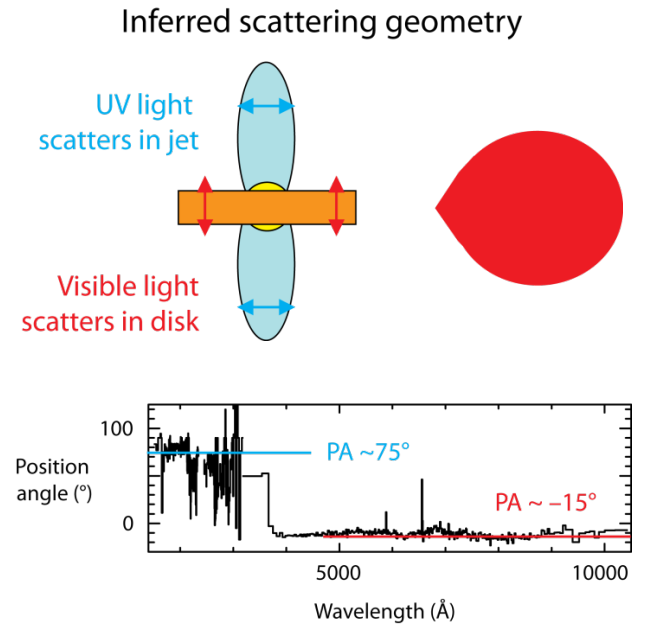 Inferred scattering geometry
UV light
scatters in jet
Visible light
scatters in disk
100
PA ~75°
Position
angle (°)
PA ~ –15°
0
5000
10000
Wavelength (Å)